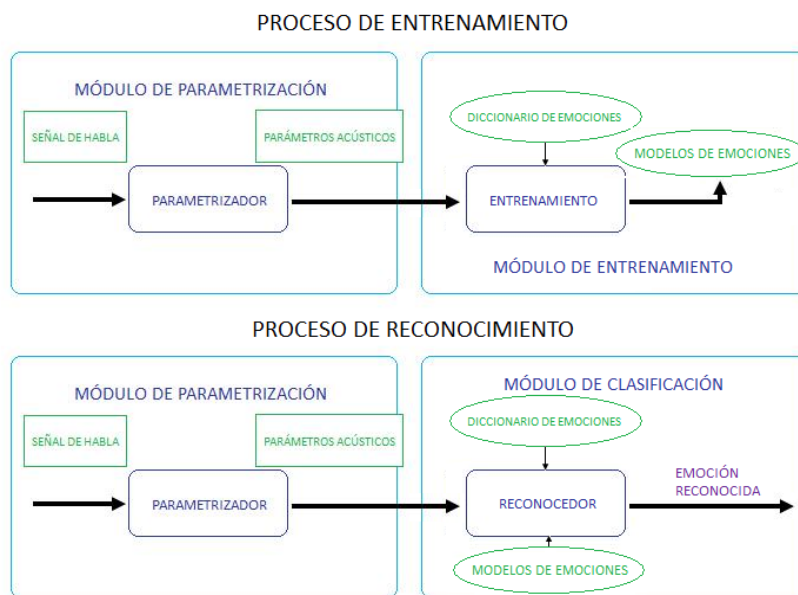 PROCESO DE ENTRENAMIENTO
MÓDULO DE PARAMETRIZACIÓN
SEÑAL DE HABLA
PARÁMETROS ACÚSTICOS
PARAMETRIZADOR
DICCIONARIO DE EMOCIONES
MODELOS DE EMOCIONES
ENTRENAMIENTO
MÓDULO DE ENTRENAMIENTO
PROCESO DE RECONOCIMIENTO
MÓDULO DE PARAMETRIZACIÓN
SEÑAL DE HABLA
PARÁMETROS ACÚSTICOS
PARAMETRIZADOR
MÓDULO DE CLASIFICACIÓN
DICCIONARIO DE EMOCIONES
RECONOCEDOR
EMOCIÓN
RECONOCIDA
MODELOS DE EMOCIONES